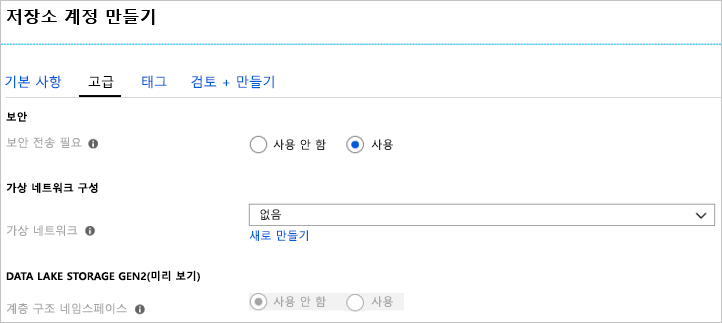 저장소 계정 만들기
기본 사항 고급 태그 검토 + 만들기
보안
보안 전송 필요 사용 안 함 사용
가상 네트워크 구성
가상 네트워크 없음
새로 만들기
DATA LAKE STORAGE GEN2(미리 보기)
계층 구조 네임스페이스 사용 안 함 사용